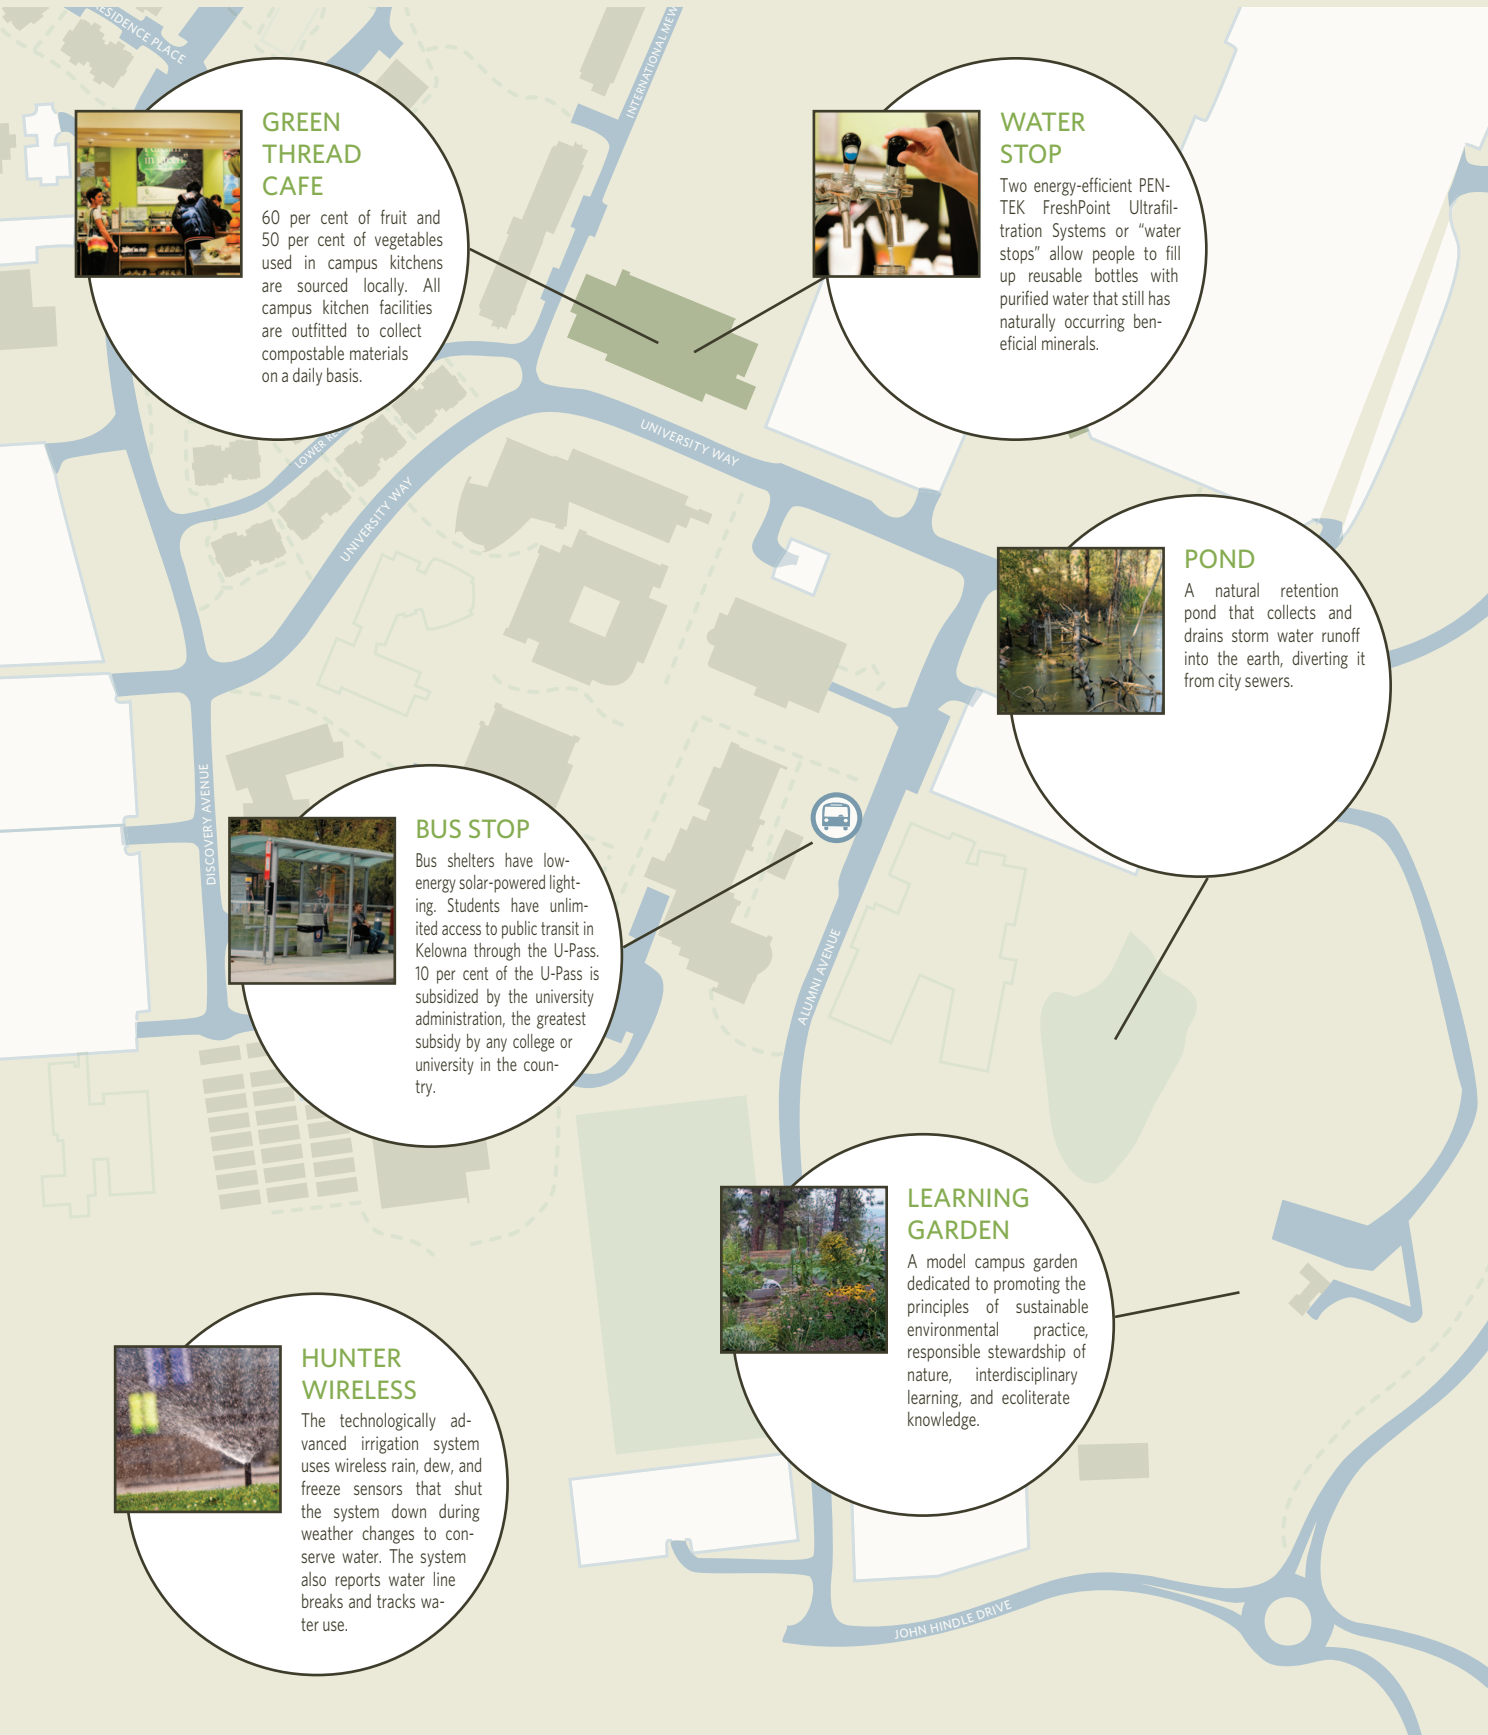 RESIDENCE PLACE
INTERNATIONAL MEW
GREEN
THREAD
CAFE
60 per cent of fruit and
50 per cent of vegetables
used in campus kitchens
are sourced locally. All
campus kitchen facilities
are outfitted to collect
compostable materials
on a daily basis.
WATER
STOP
Two energy-efficient PEN-
TEK FreshPoint Ultrafil-
tration Systems or “water
stops” allow people to fill
up reusable bottles with
purified water that still has
naturally occurring ben-
eficial minerals.
LOWER RE
UNIVERSITY WAY
UNIVERSITY WAY
POND
A natural retention
pond that collects and
drains storm water runoff
into the earth, diverting it
from city sewers.
DISCOVERY AVENUE
BUS STOP
Bus shelters have low-
energy solar-powered light-
ing. Students have unlim-
ited access to public transit in
Kelowna through the U-Pass.
10 per cent of the U-Pass is
subsidized by the university
administration, the greatest
subsidy by any college or
university in the coun-
try.
ALUMNI AVENUE
LEARNING
GARDEN
A model campus garden
dedicated to promoting the
principles of sustainable
environmental practice,
responsible stewardship of
nature, interdisciplinary
learning, and ecoliterate
knowledge.
HUNTER
WIRELESS
The technologically ad-
vanced irrigation system
uses wireless rain, dew, and
freeze sensors that shut
the system down during
weather changes to con-
serve water. The system
also reports water line
breaks and tracks wa-
ter use.
JOHN HINDLE DRIVE